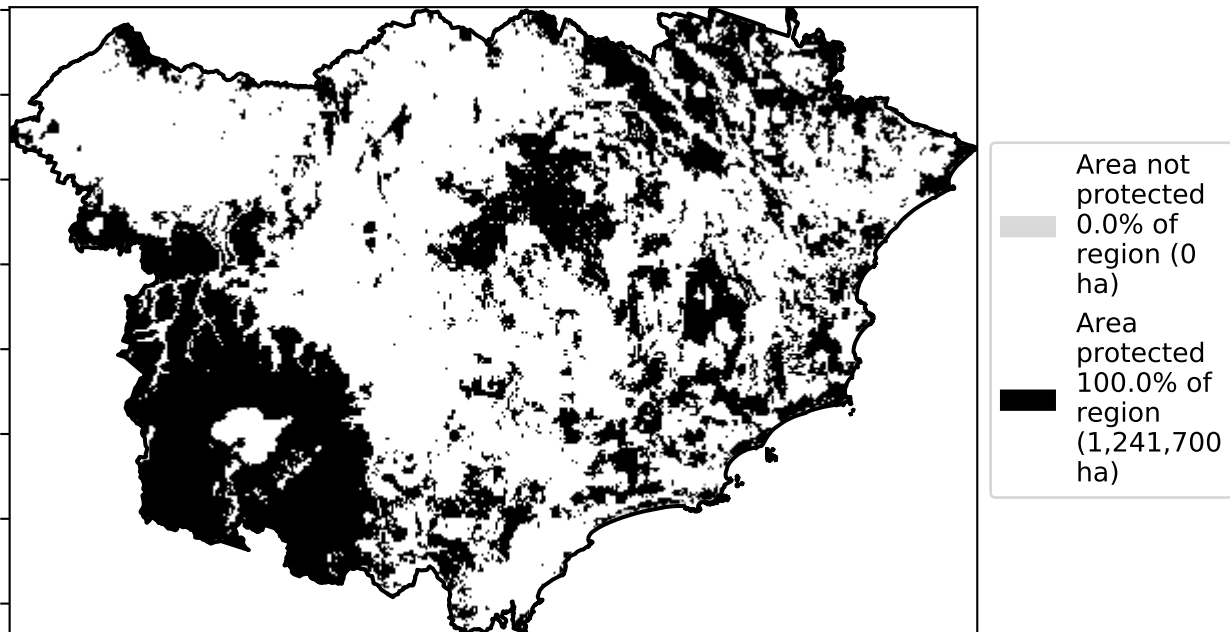 Area not
protected
0.0% of
region (0
ha)
Area
protected
100.0% of
region
(1,241,700
ha)